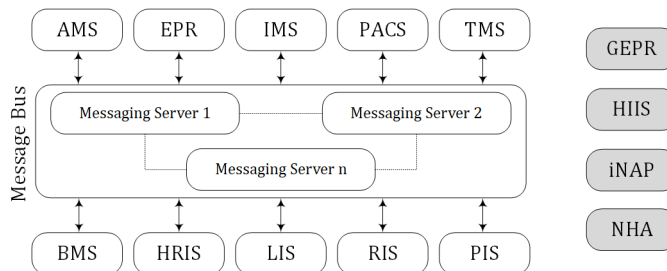 AMS EPR IMS PACS TMS
GEPR
Message Bus
Messaging Server 1 Messaging Server 2
HIIS
Messaging Server n
iNAP
BMS HRIS LIS RIS PIS
NHA